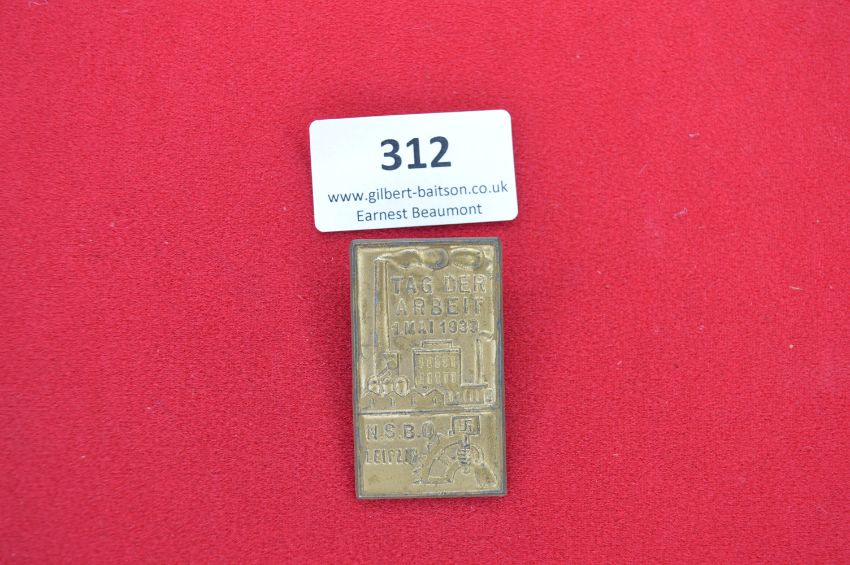 312
www.gilbert-baitson.co.uk
Earnest Beaumont
TAG DER
ARBEIT
1 MAI 1933
N.S.B.O.
LEIPZIG